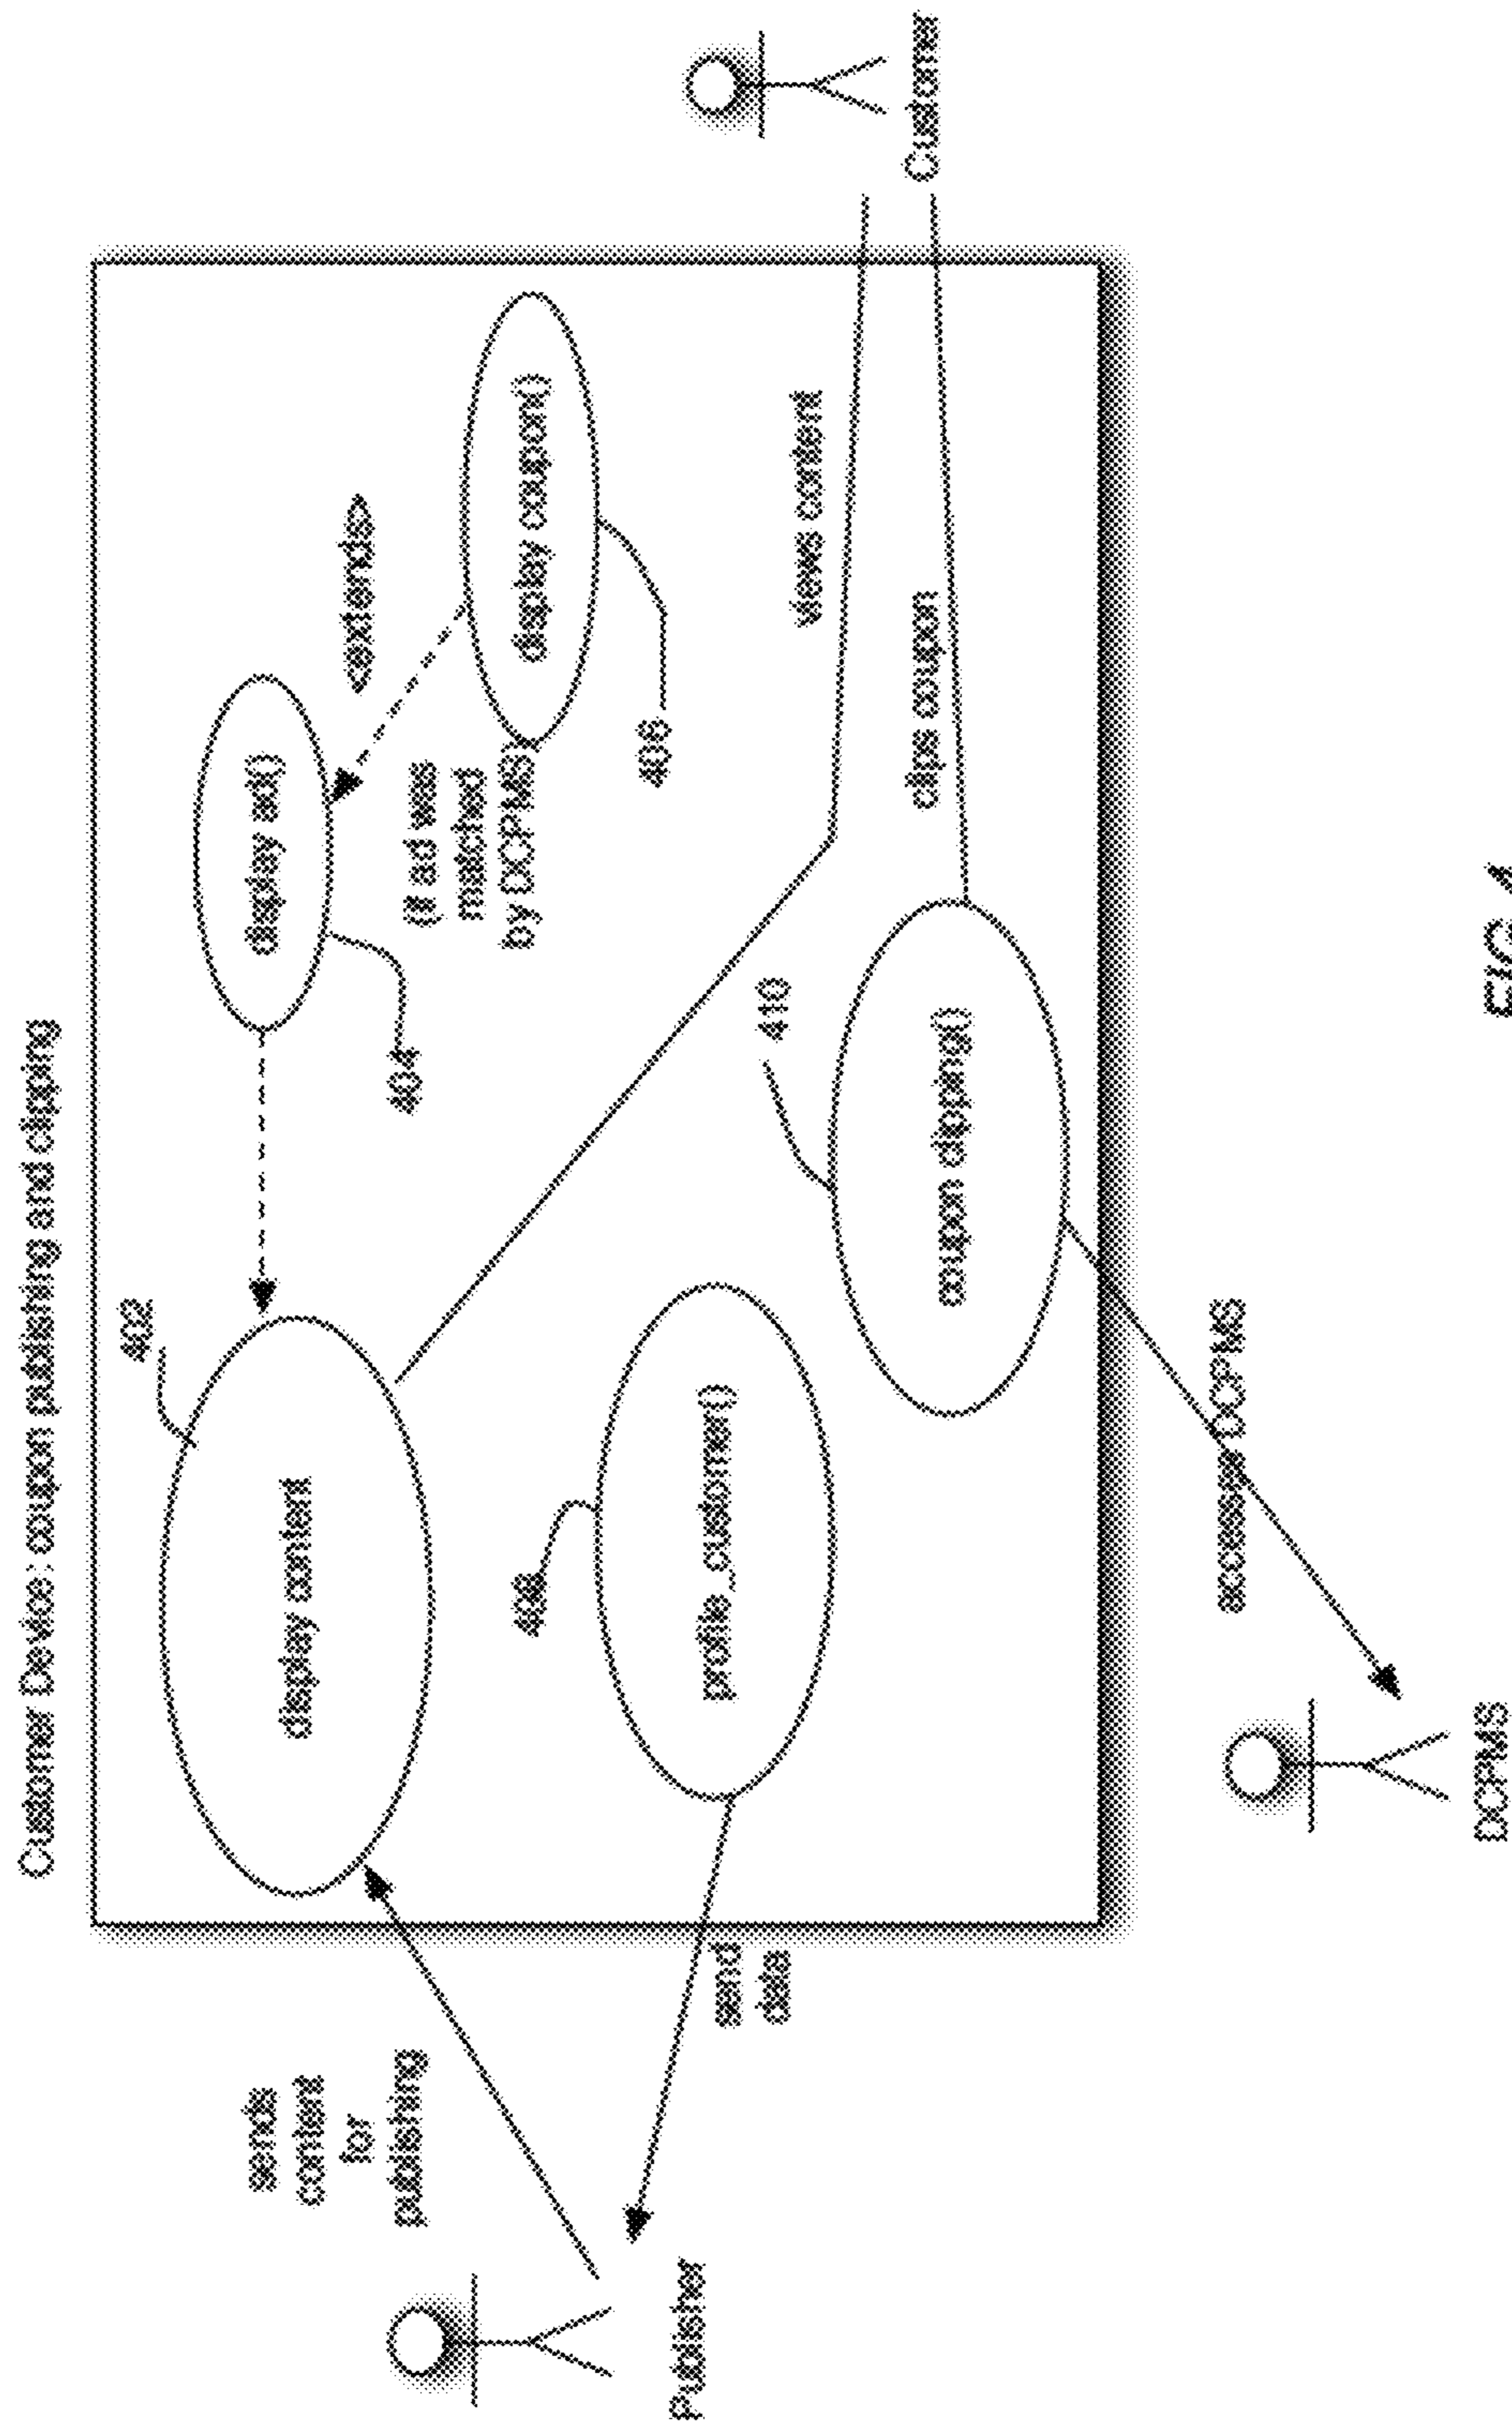 Customer Device: coupon publishing and clipping
402
display content
display ad()
404
<extends>
(if ad was
matched
by DCPMS)
display coupon()
406
sends
content
for
publishing
Publisher
send
data
408
profile_customer()
410
coupon clipping()
views content
clips coupon
Customer
access DCPMS
DCPMS
FIG. 4